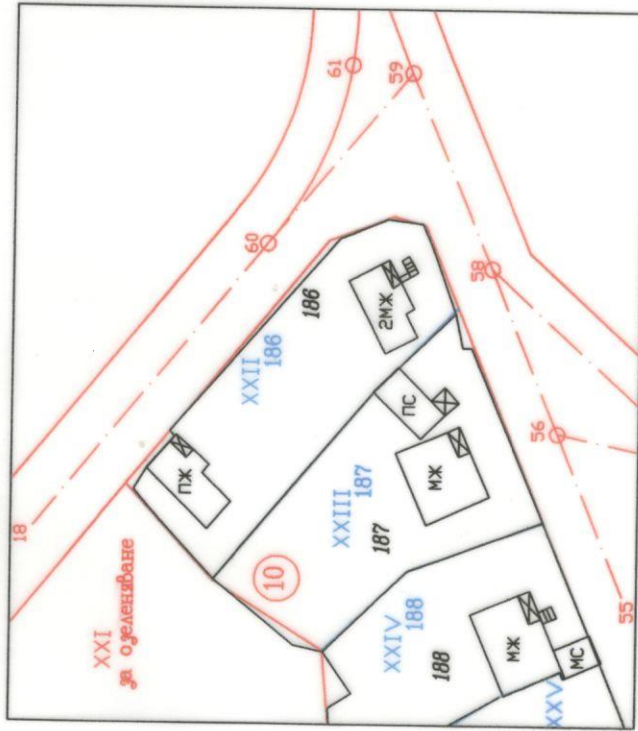 18
60
61
59
58
56
55
XXI
за озеленяване
XXII
186
186
2МЖ
ПЖ
10
XXIII
187
187
ПС
МЖ
XXIV
188
188
МЖ
МС
XXV